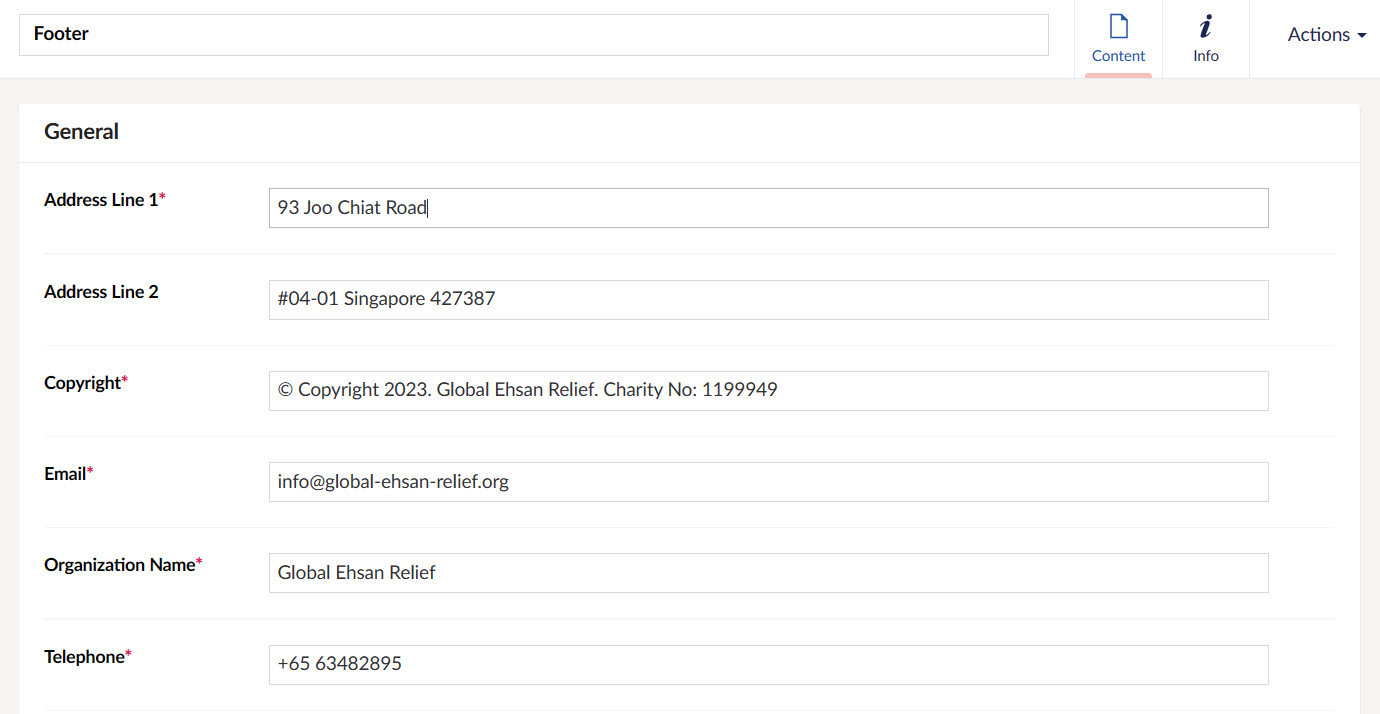 Footer
Content
Info
Actions
General
Address Line 1*
93 Joo Chiat Road
Address Line 2
#04-01 Singapore 427387
Copyright*
© Copyright 2023. Global Ehsan Relief. Charity No: 1199949
Email*
info@global-ehsan-relief.org
Organization Name*
Global Ehsan Relief
Telephone*
+65 63482895